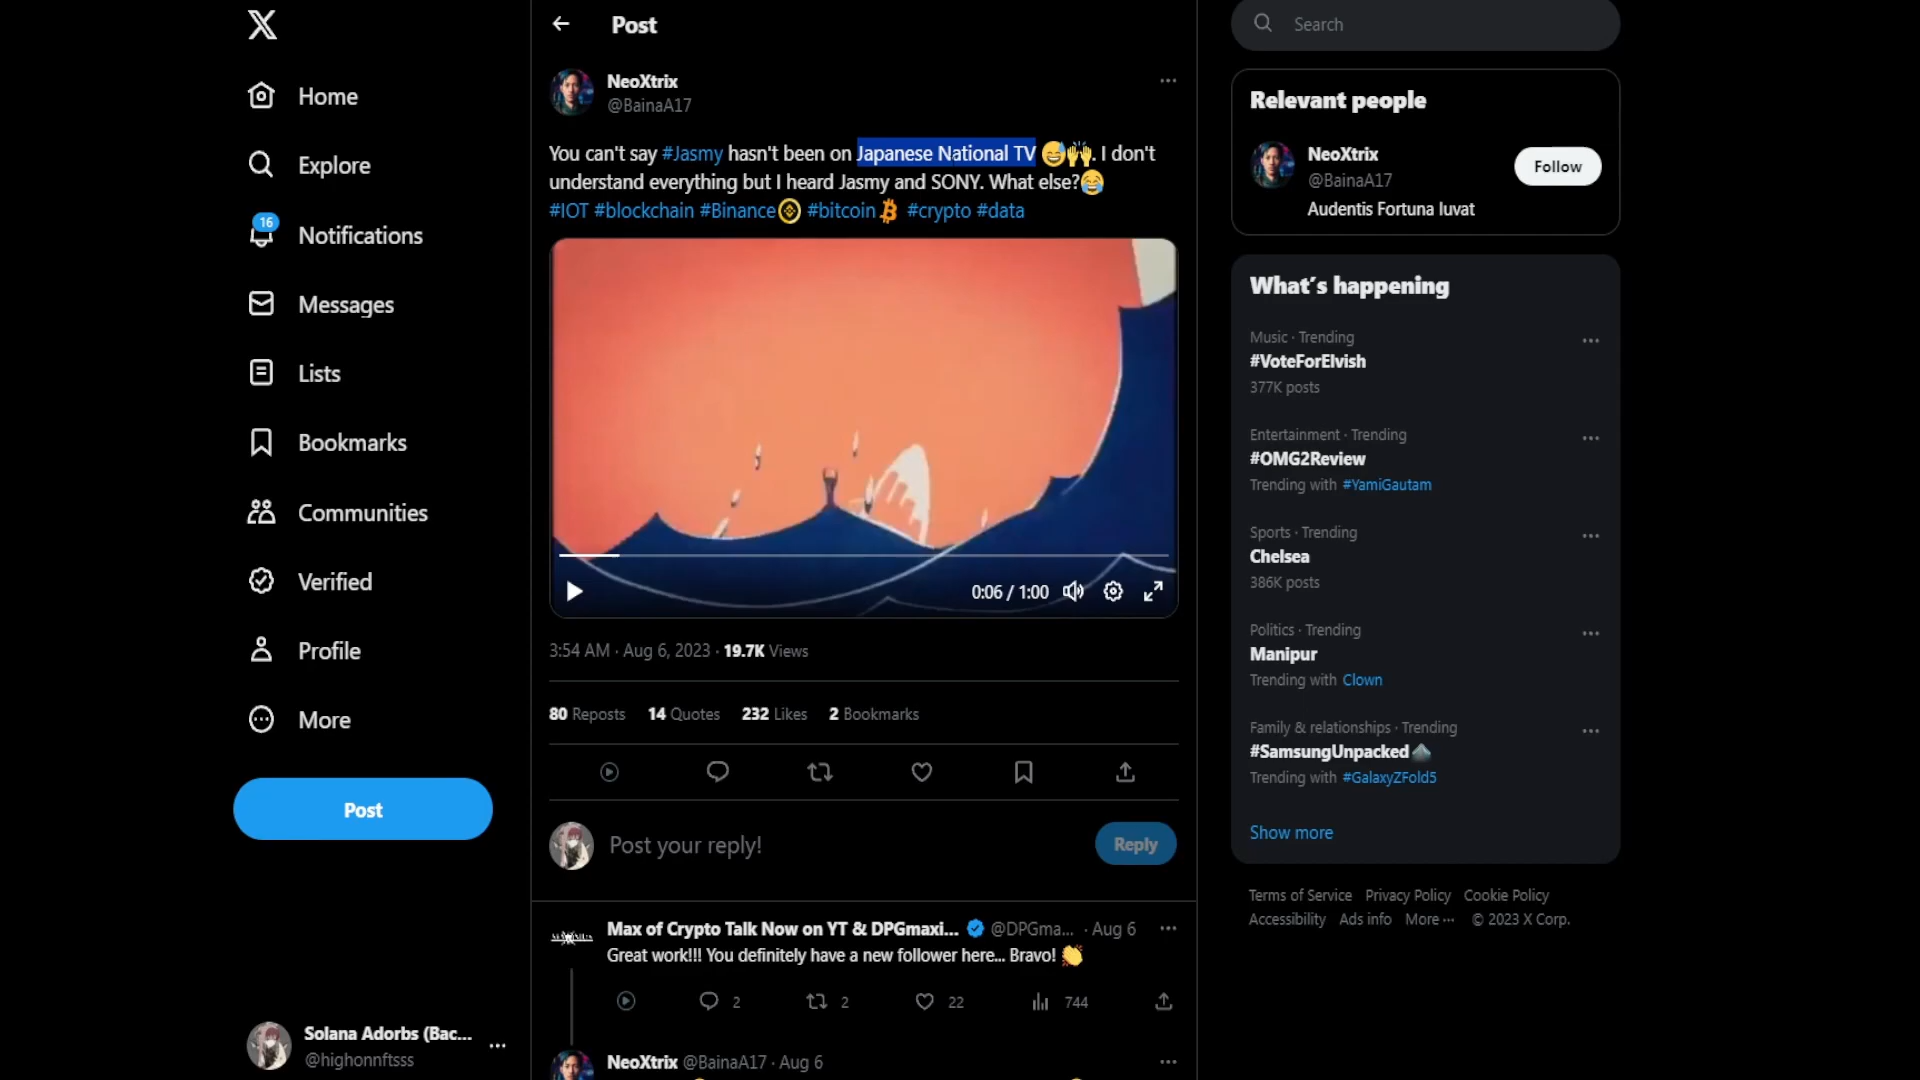 Home
Explore
16
Notifications
Messages
Lists
Bookmarks
Communities
Verified
Profile
More
Post
Solana Adorbs (Bac...
@highonnftsss
Post
NeoXtrix
@BainaA17
You can't say #Jasmy hasn't been on Japanese National TV 😅🙌. I don't
understand everything but I heard Jasmy and SONY. What else?😂
#IOT #blockchain #Binance #bitcoin #crypto #data
0:06 / 1:00
3:54 AM · Aug 6, 2023 · 19.7K Views
80 Reposts 14 Quotes 232 Likes 2 Bookmarks
Post your reply!
Reply
Max of Crypto Talk Now on YT & DPGmaxi... @DPGma... · Aug 6
Great work!!! You definitely have a new follower here... Bravo! 👏
2 2 22 744
NeoXtrix @BainaA17 · Aug 6
Search
Relevant people
NeoXtrix
@BainaA17
Follow
Audentis Fortuna Iuvat
What's happening
Music · Trending
#VoteForElvish
377K posts
Entertainment · Trending
#OMG2Review
Trending with #YamiGautam
Sports · Trending
Chelsea
386K posts
Politics · Trending
Manipur
Trending with Clown
Family & relationships · Trending
#SamsungUnpacked
Trending with #GalaxyZFold5
Show more
Terms of Service Privacy Policy Cookie Policy
Accessibility Ads info More ··· © 2023 X Corp.